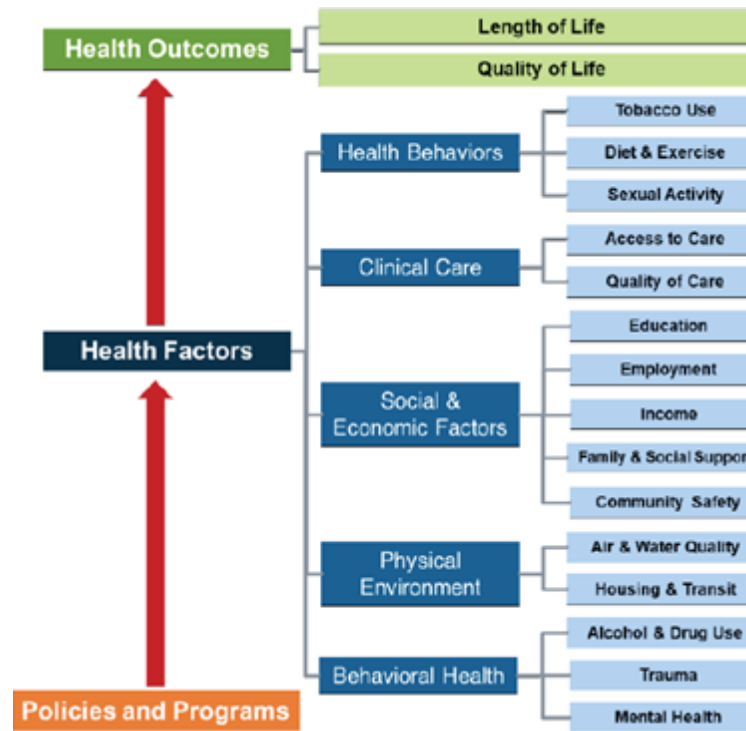 Health Outcomes
Length of Life
Quality of Life
Health Behaviors
Tobacco Use
Diet & Exercise
Sexual Activity
Clinical Care
Access to Care
Quality of Care
Health Factors
Social &
Economic Factors
Education
Employment
Income
Family & Social Suppor
Community Safety
Physical
Environment
Air & Water Quality
Housing & Transit
Behavioral Health
Alcohol & Drug Use
Trauma
Mental Health
Policies and Programs